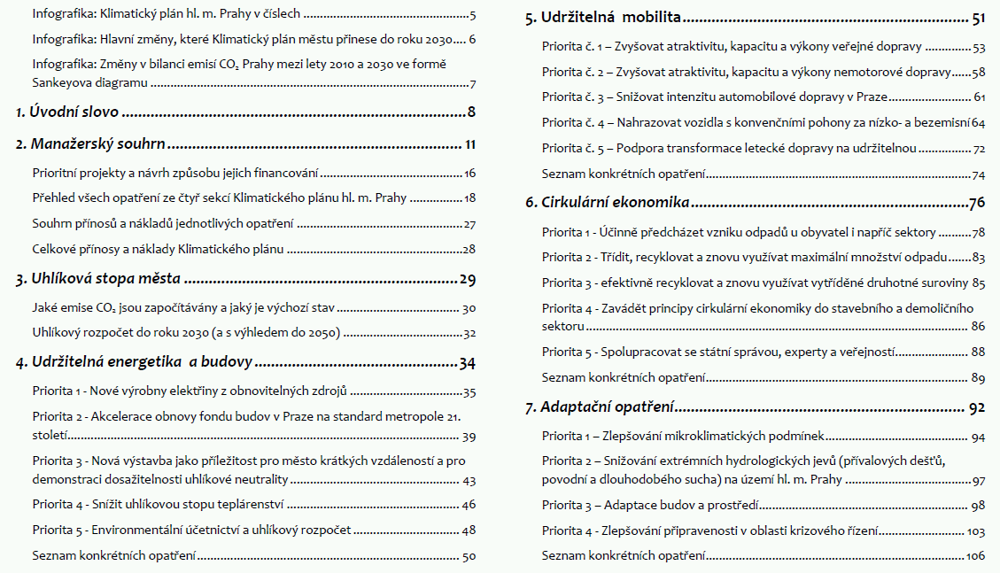 Infografika: Klimatický plán hl. m. Prahy v číslech ....................................................5
Infografika: Hlavní změny, které Klimatický plán městu přinese do roku 2030.... 6
Infografika: Změny v bilanci emisí CO₂ Prahy mezi lety 2010 a 2030 ve formě
Sankeyova diagramu ..................................................................................................7
1. Úvodní slovo ....................................................................................8
2. Manažerský souhrn........................................................................ 11
Prioritní projekty a návrh způsobu jejich financování............................................16
Přehled všech opatření ze čtyř sekcí Klimatického plánu hl. m. Prahy .................18
Souhrn přínosů a nákladů jednotlivých opatření ...................................................27
Celkové přínosy a náklady Klimatického plánu ......................................................28
3. Uhlíková stopa města ...................................................................29
Jaké emise CO₂ jsou započítávány a jaký je výchozí stav...................................... 30
Uhlíkový rozpočet do roku 2030 (a s výhledem do 2050) .....................................32
4. Udržitelná energetika  a budovy..................................................34
Priorita 1 - Nové výrobny elektřiny z obnovitelných zdrojů ...................................35
Priorita 2 - Akcelerace obnovy fondu budov v Praze na standard metropole 21.
století........................................................................................................................ 39
Priorita 3 - Nová výstavba jako příležitost pro město krátkých vzdáleností a pro
demonstraci dosažitelnosti uhlíkové neutrality.................................................... 43
Priorita 4 - Snížit uhlíkovou stopu teplárenství ..................................................... 46
Priorita 5 - Environmentální účetnictví a uhlíkový rozpočet................................. 48
Seznam konkrétních opatření................................................................................. 50
5. Udržitelná  mobilita...................................................................... 51
Priorita č. 1 – Zvyšovat atraktivitu, kapacitu a výkony veřejné dopravy ..............53
Priorita č. 2 – Zvyšovat atraktivitu, kapacitu a výkony nemotorové dopravy......58
Priorita č. 3 – Snižovat intenzitu automobilové dopravy v Praze.......................... 61
Priorita č. 4 – Nahrazovat vozidla s konvenčními pohony za nízko- a bezemisní64
Priorita č. 5 – Podpora transformace letecké dopravy na udržitelnou ................ 72
Seznam konkrétních opatření..................................................................................74
6. Cirkulární ekonomika....................................................................76
Priorita 1 - Účinně předcházet vzniku odpadů u obyvatel i napříč sektory ..........78
Priorita 2 - Třídit, recyklovat a znovu využívat maximální množství odpadu.......83
Priorita 3 - efektivně recyklovat a znovu využívat vytříděné druhotné suroviny 85
Priorita 4 - Zavádět principy cirkulární ekonomiky do stavebního a demoličního
sektoru..................................................................................................................... 86
Priorita 5 - Spolupracovat se státní správou, experty a veřejností...................... 88
Seznam konkrétních opatření................................................................................. 89
7. Adaptační opatření....................................................................... 92
Priorita 1 – Zlepšování mikroklimatických podmínek............................................ 94
Priorita 2 – Snižování extrémních hydrologických jevů (přívalových dešťů,
povodní a dlouhodobého sucha) na území hl. m. Prahy .......................................97
Priorita 3 – Adaptace budov a prostředí................................................................ 98
Priorita 4 - Zlepšování připravenosti v oblasti krizového řízení........................... 103
Seznam konkrétních opatření................................................................................106